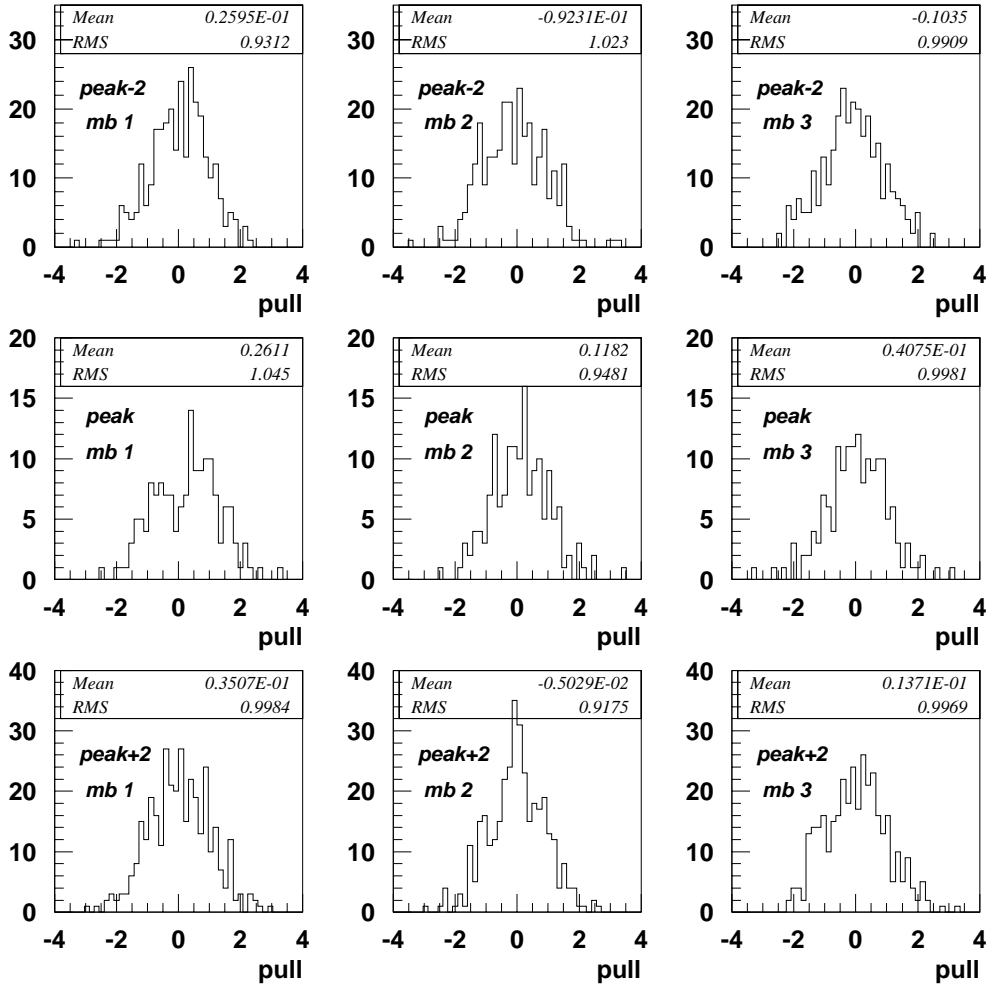 Mean 0.2595E-01
RMS 0.9312
peak-2
mb 1
0
10
20
30
-4 -2 0 2 4
pull
Mean -0.9231E-01
RMS 1.023
peak-2
mb 2
0
10
20
30
-4 -2 0 2 4
pull
Mean -0.1035
RMS 0.9909
peak-2
mb 3
0
10
20
30
-4 -2 0 2 4
pull
Mean 0.2611
RMS 1.045
peak
mb 1
0
5
10
15
20
-4 -2 0 2 4
pull
Mean 0.1182
RMS 0.9481
peak
mb 2
0
5
10
15
20
-4 -2 0 2 4
pull
Mean 0.4075E-01
RMS 0.9981
peak
mb 3
0
5
10
15
20
-4 -2 0 2 4
pull
Mean 0.3507E-01
RMS 0.9984
peak+2
mb 1
0
10
20
30
40
-4 -2 0 2 4
pull
Mean -0.5029E-02
RMS 0.9175
peak+2
mb 2
0
10
20
30
40
-4 -2 0 2 4
pull
Mean 0.1371E-01
RMS 0.9969
peak+2
mb 3
0
10
20
30
40
-4 -2 0 2 4
pull